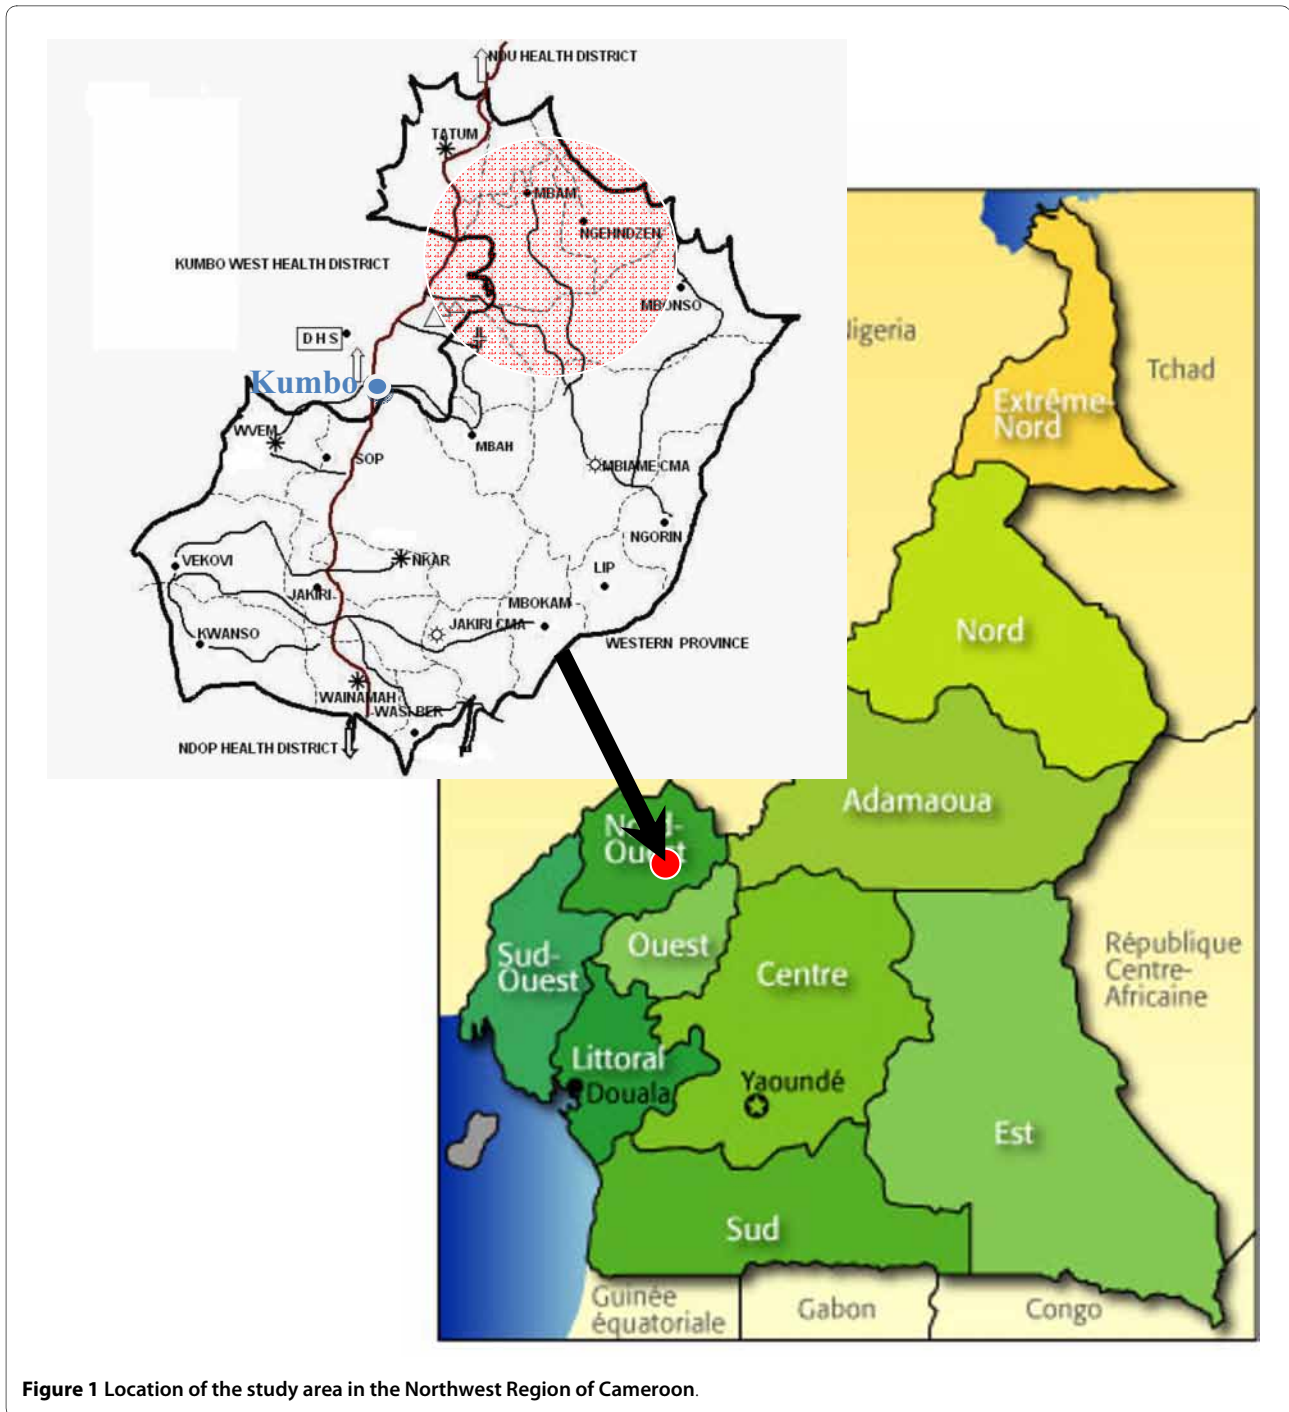 NDU HEALTH DISTRICT
TATUM
MBAM
NGEHNDZEN
KUMBO WEST HEALTH DISTRICT
MBONSO
DHS
Kumbo
WVEM
SOP
MBAH
MBIAME CMA
NGORIN
VEKOVI
NKAR
LIP
JAKIRI
MBOKAM
KWANSO
JAKIRI CMA
WESTERN PROVINCE
WAINAMAH
WASI BER
NDOP HEALTH DISTRICT
Tchad
Extrême-
Nord
Nord
Adamaoua
Nord-
Ouest
Ouest
Sud-
Ouest
Centre
République
Centre-
Africaine
Littoral
Douala
Yaoundé
Est
Sud
Guinée
équatoriale
Gabon
Congo
Figure 1 Location of the study area in the Northwest Region of Cameroon.